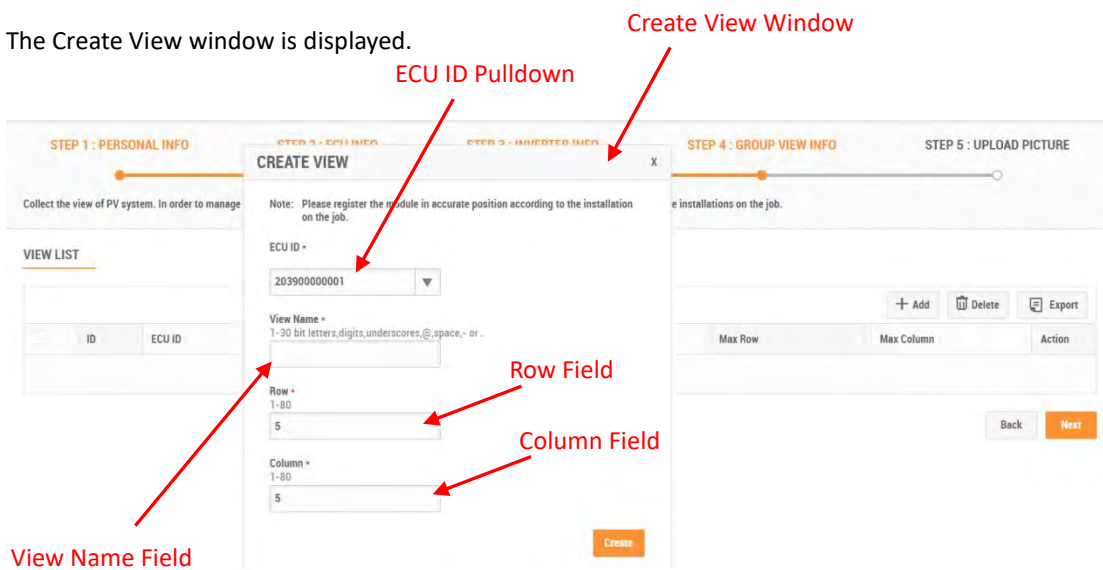 The Create View window is displayed.
Create View Window
ECU ID Pulldown
STEP 1 : PERSONAL INFO
STEP 2 : ECU INFO
STEP 3 : INVERTER INFO
STEP 4 : GROUP VIEW INFO
STEP 5 : UPLOAD PICTURE
CREATE VIEW
X
Collect the view of PV system. In order to manage
e installations on the job.
Note: Please register the module in accurate position according to the installation
on the job.
VIEW LIST
ECU ID *
203900000001
Add
Delete
Export
ID
ECU ID
Max Row
Max Column
Action
View Name *
1-30 bit letters,digits,underscores,@,space,- or .
Row Field
Row *
1-80
5
Back
Next
Column Field
Column *
1-80
5
Create
View Name Field